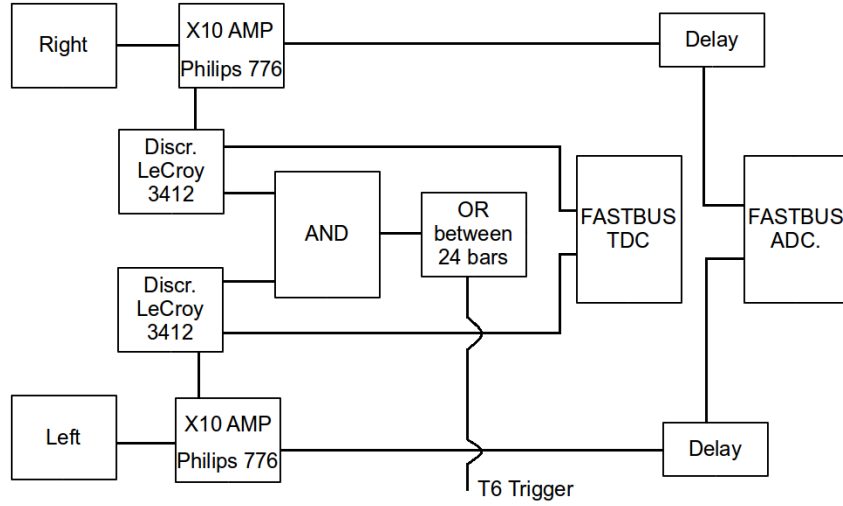 Right
X10 AMP
Philips 776
Delay
Discr.
LeCroy
3412
AND
OR
between
24 bars
FASTBUS
TDC
FASTBUS
ADC.
Discr.
LeCroy
3412
Left
X10 AMP
Philips 776
Delay
T6 Trigger